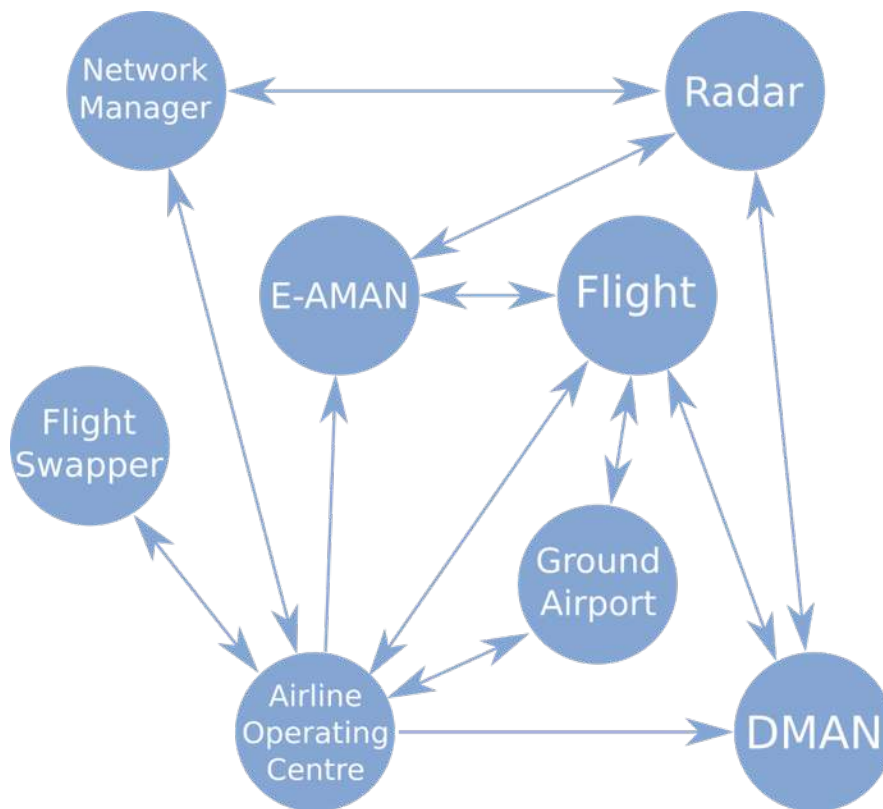 Network
Manager
Radar
E-AMAN
Flight
Flight
Swapper
Ground
Airport
Airline
Operating
Centre
DMAN